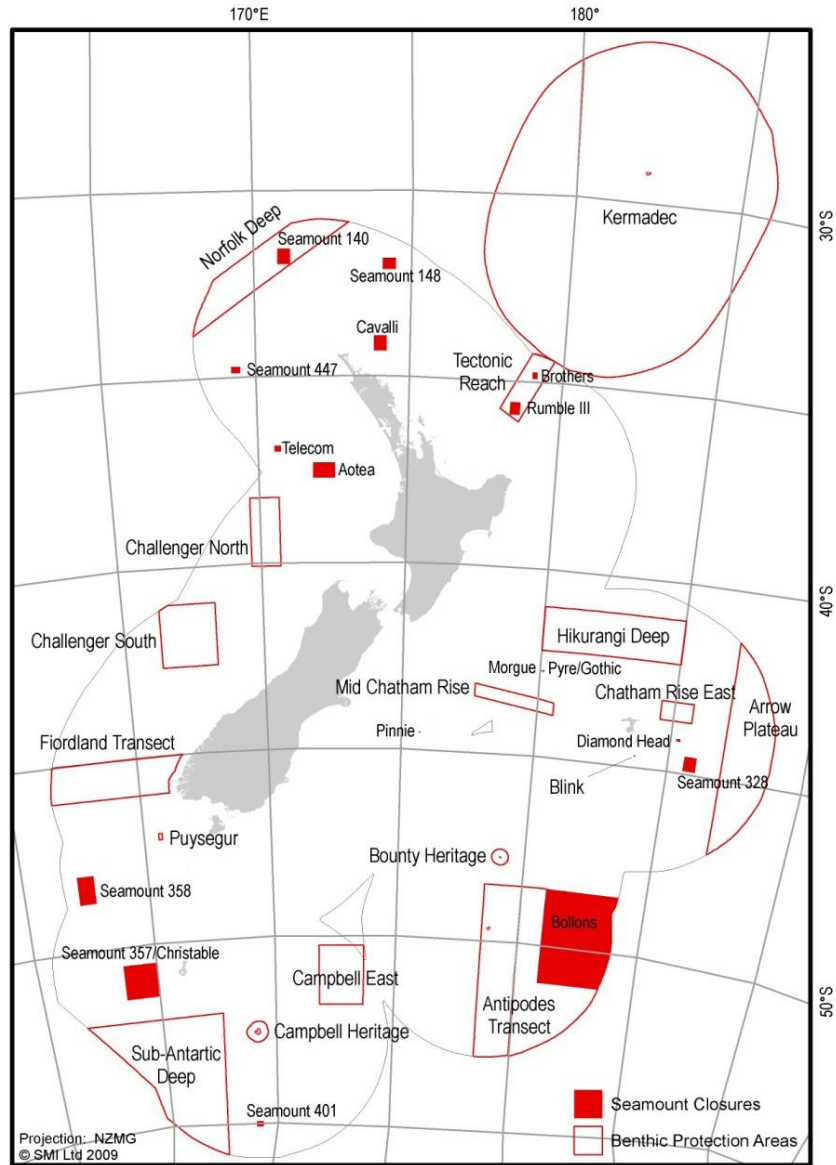 170°E
180°
30°S
Kermadec
Norfolk Deep
Seamount 140
Seamount 148
Cavalli
Tectonic
Reach
Seamount 447
Brothers
Rumble III
Telecom
Aotea
Challenger North
40°S
Challenger South
Hikurangi Deep
Morgue
Pyre/Gothic
Mid Chatham Rise
Chatham Rise East
Arrow
Plateau
Pinnie
Diamond Head
Fiordland Transect
Blink
Seamount 328
Puysegur
Bounty Heritage
Seamount 358
Bollons
Seamount 357/Christable
Campbell East
Antipodes
Transect
50°S
Campbell Heritage
Sub-Antartic
Deep
Seamount 401
Seamount Closures
Benthic Protection Areas
Projection: NZMG
© SMI Ltd 2009